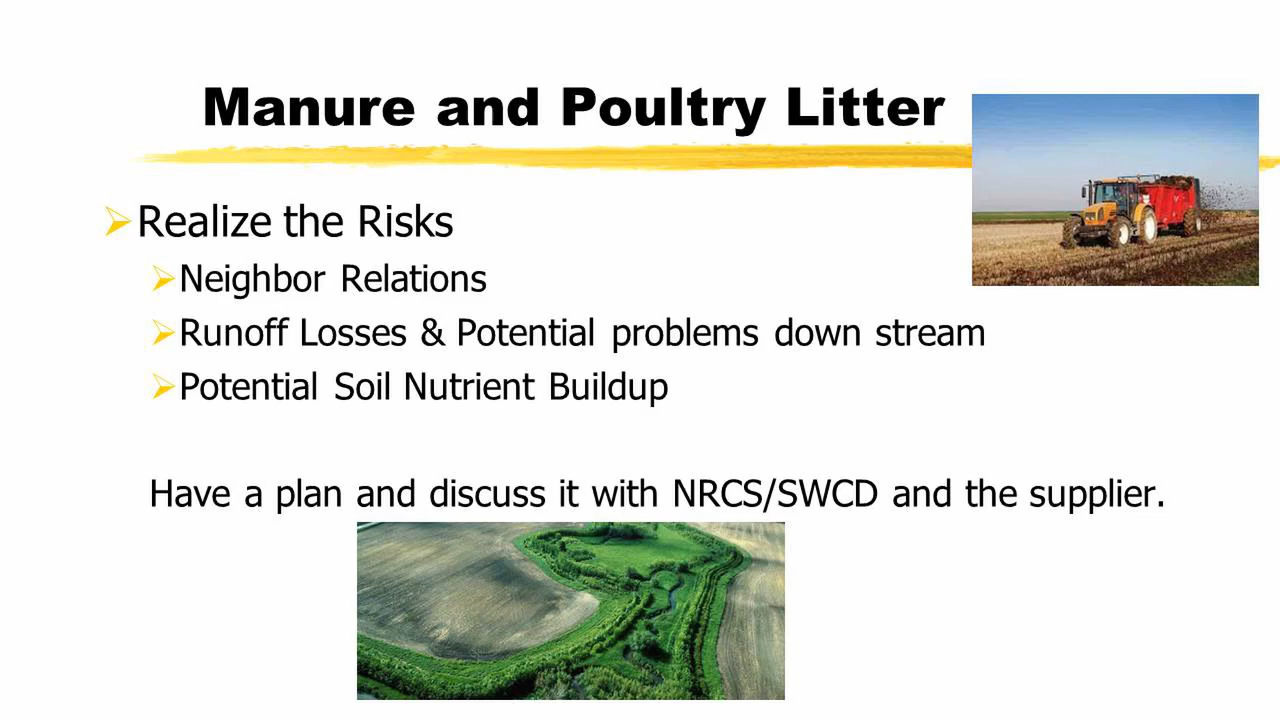 Manure and Poultry Litter
Realize the Risks
Neighbor Relations
Runoff Losses & Potential problems down stream
Potential Soil Nutrient Buildup
Have a plan and discuss it with NRCS/SWCD and the supplier.